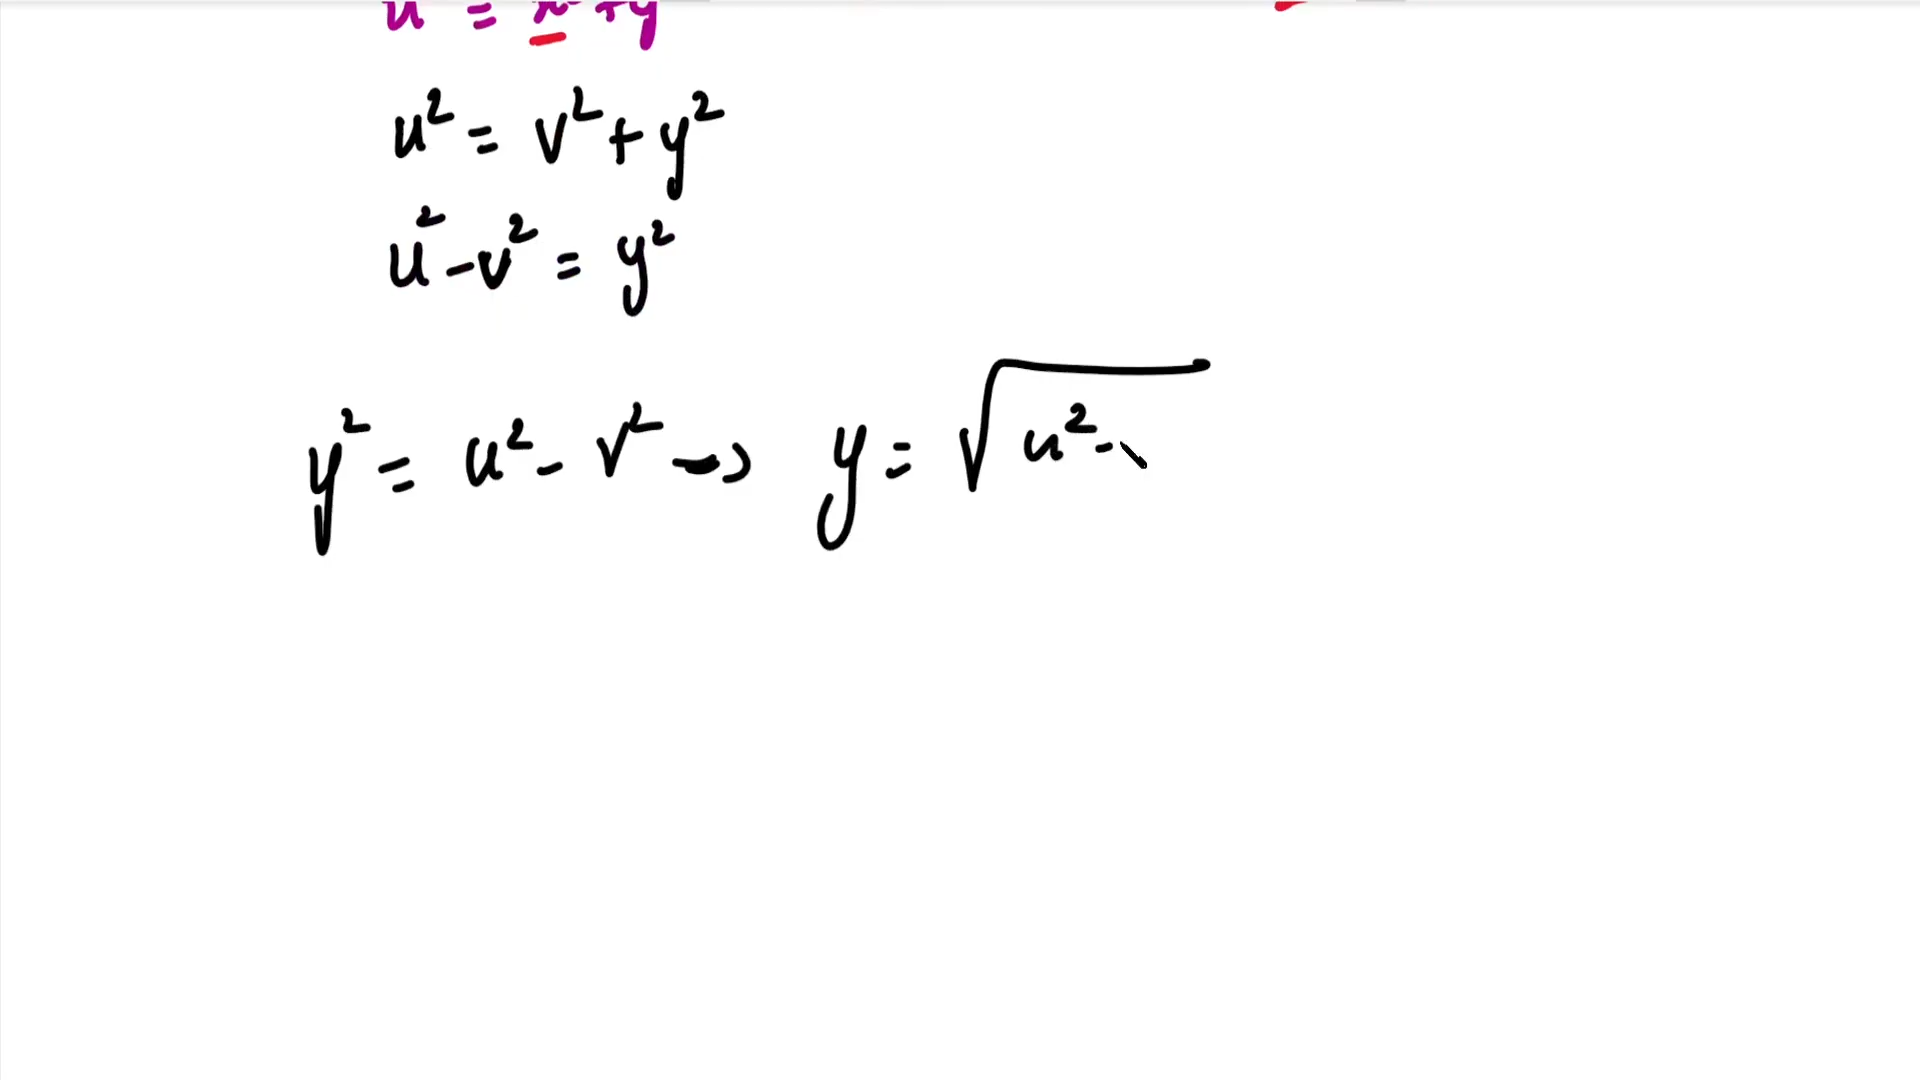 u² = v² + y²
u² - v² = y²
y² = u² - v² → y = √u² -